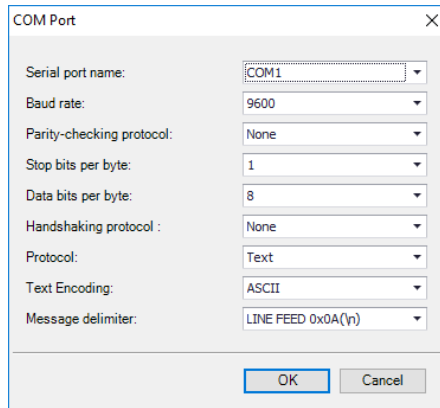 COM Port
Serial port name: COM1
Baud rate: 9600
Parity-checking protocol: None
Stop bits per byte: 1
Data bits per byte: 8
Handshaking protocol : None
Protocol: Text
Text Encoding: ASCII
Message delimiter: LINE FEED 0x0A(\n)
OK Cancel